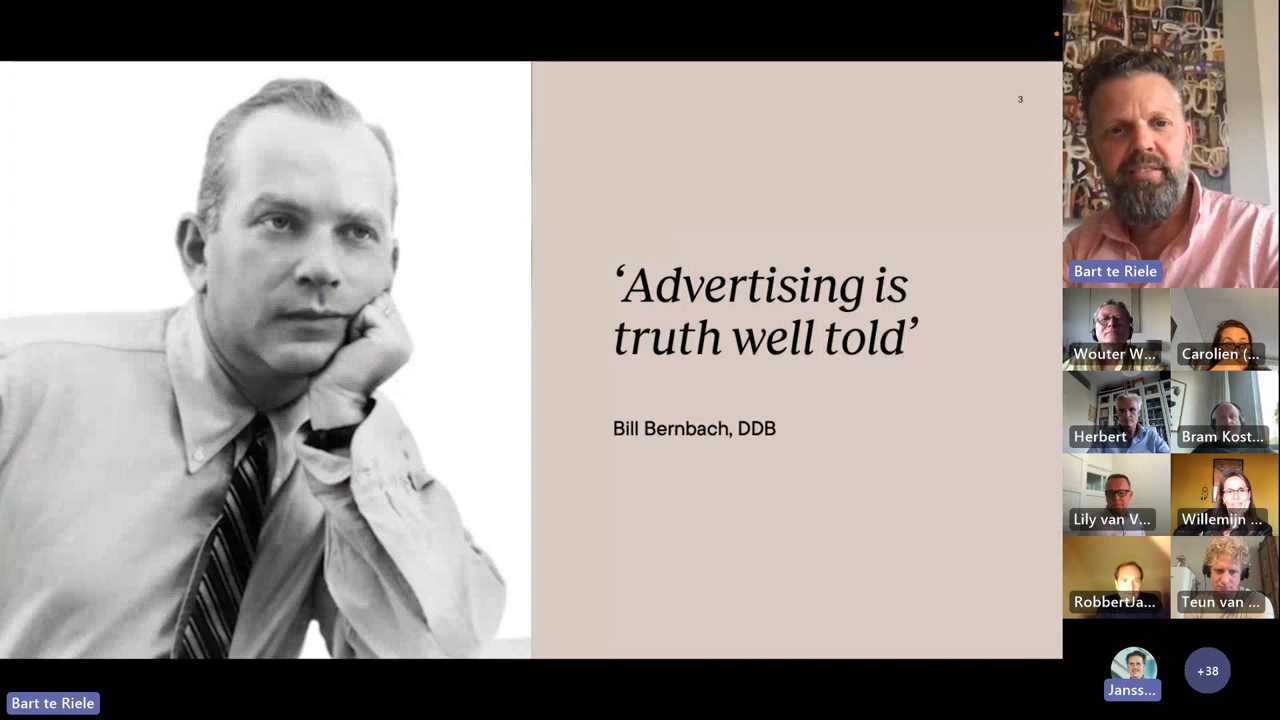 3
‘Advertising is
truth well told’
Bill Bernbach, DDB
Bart te Riele
Wouter W...
Carolien (...
Herbert
Bram Kost...
Lily van V...
Willemijn ...
RobbertJa...
Teun van ...
Janss...
+38
Bart te Riele